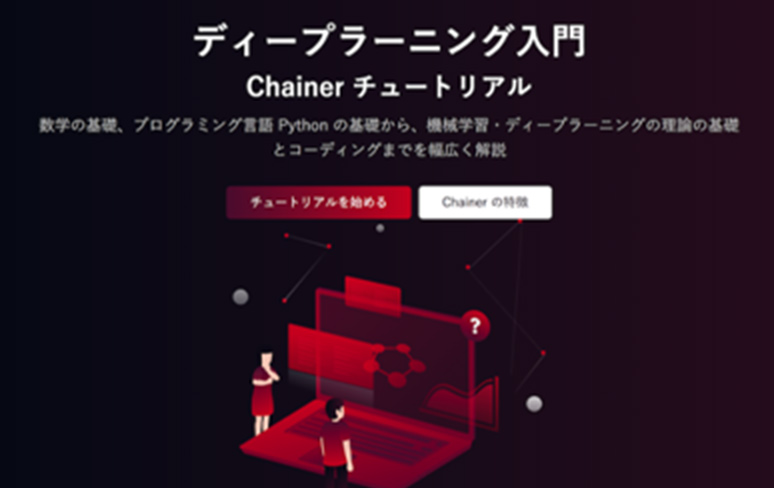 ディープラーニング入門
Chainer チュートリアル
数学の基礎、プログラミング言語 Python の基礎から、機械学習・ディープラーニングの理論の基礎
とコーディングまでを幅広く解説
チュートリアルを始める
Chainer の特徴
?